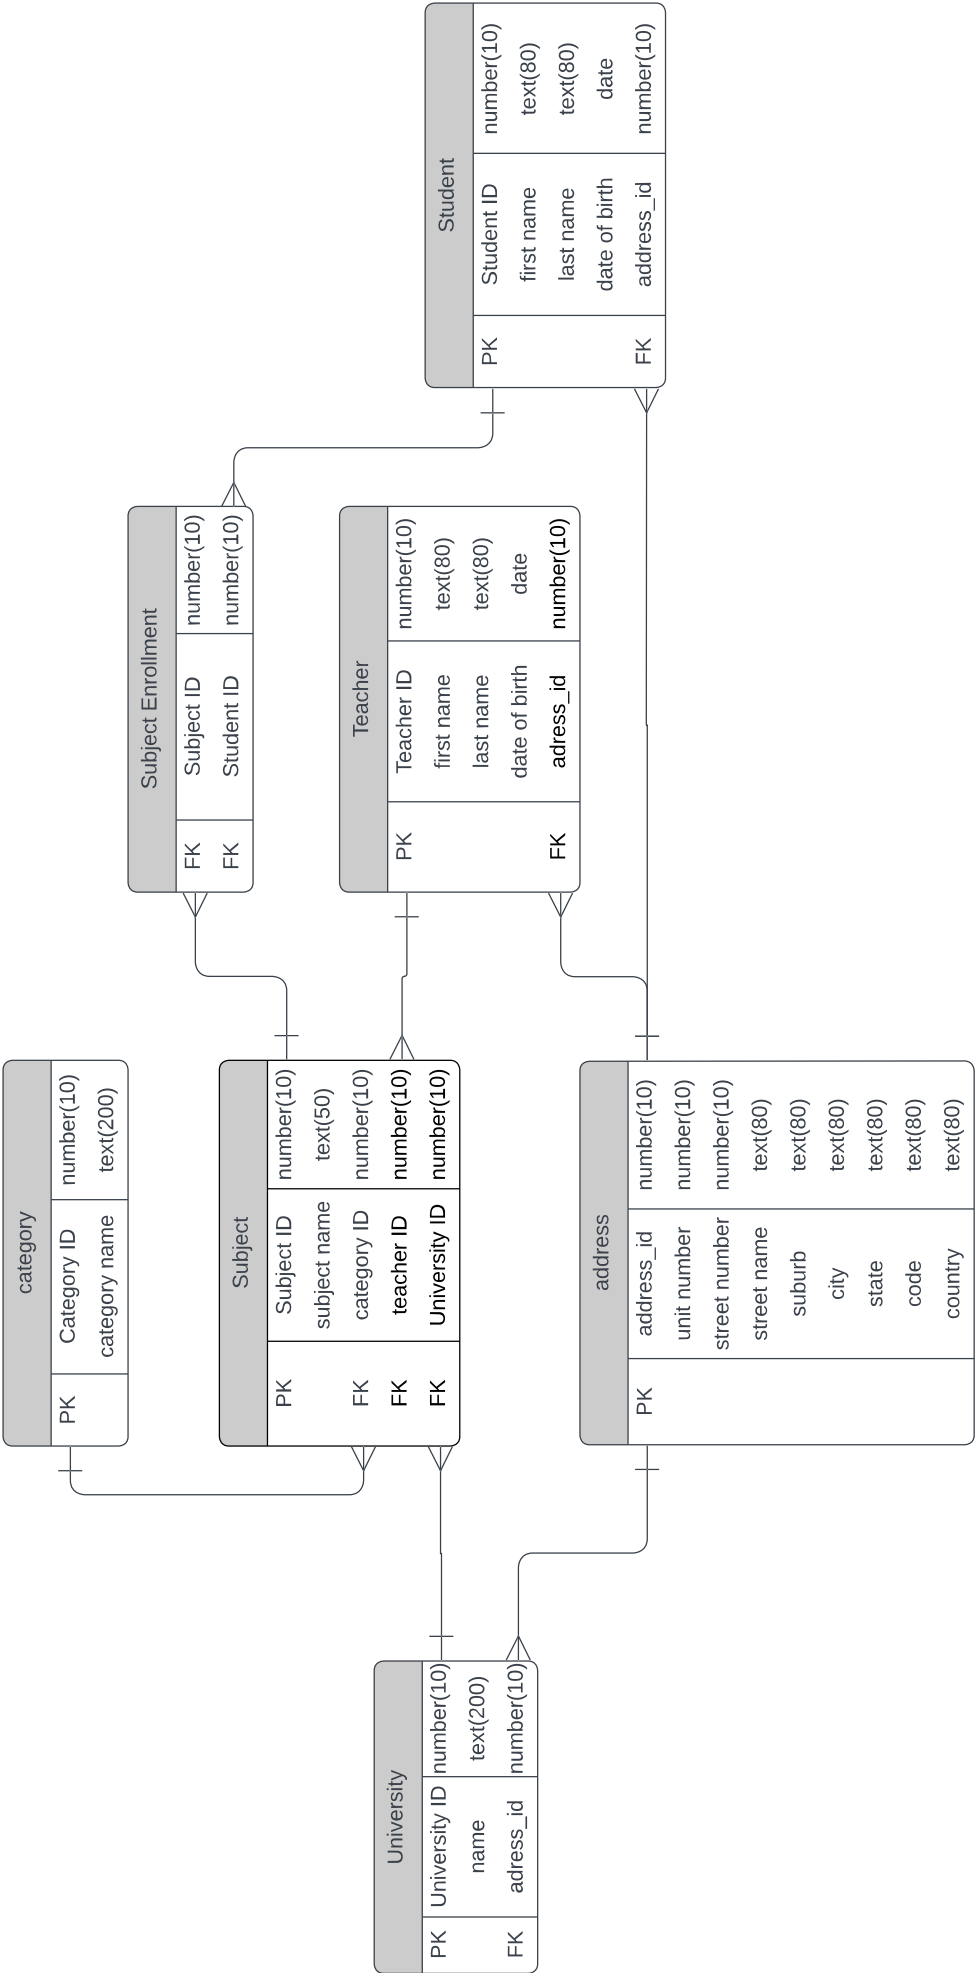 category
PK Category ID number(10)
category name text(200)
Subject Enrollment
FK Subject ID number(10)
FK Student ID number(10)
Subject
PK Subject ID number(10)
subject name text(50)
FK category ID number(10)
FK teacher ID number(10)
FK University ID number(10)
Teacher
PK Teacher ID number(10)
first name text(80)
last name text(80)
date of birth date
FK adress_id number(10)
University
PK University ID number(10)
name text(200)
FK adress_id number(10)
Student
PK Student ID number(10)
first name text(80)
last name text(80)
date of birth date
FK address_id number(10)
address
PK address_id number(10)
unit number number(10)
street number number(10)
street name text(80)
suburb text(80)
city text(80)
state text(80)
code text(80)
country text(80)